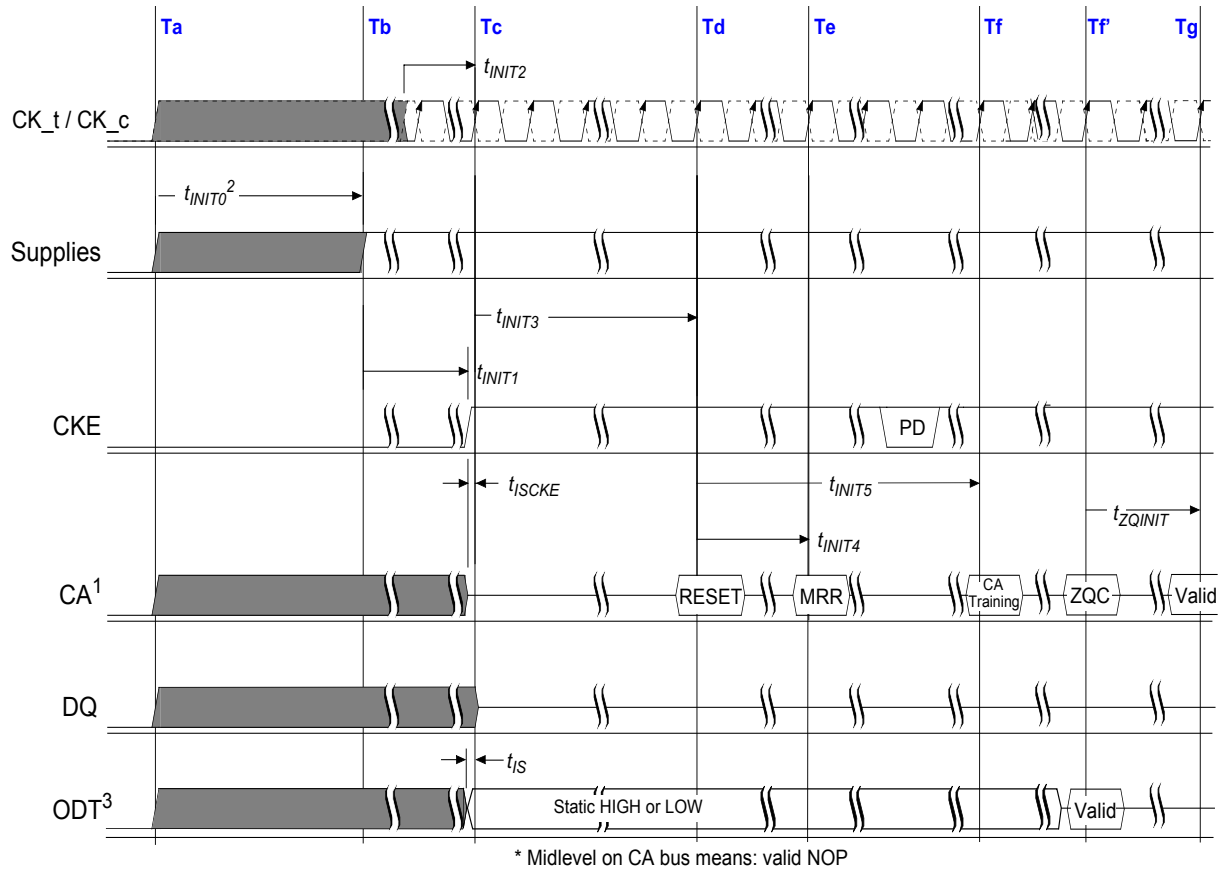 Ta Tb Tc Td Te Tf Tf’ Tg
tINIT2
CK_t / CK_c
tINIT0²
Supplies
tINIT3
tINIT1
CKE
PD
tISCKE
tINIT5
tZQINIT
tINIT4
CA¹
RESET
MRR
CA
Training
ZQC
Valid
DQ
tIS
ODT³
Static HIGH or LOW
Valid
* Midlevel on CA bus means: valid NOP